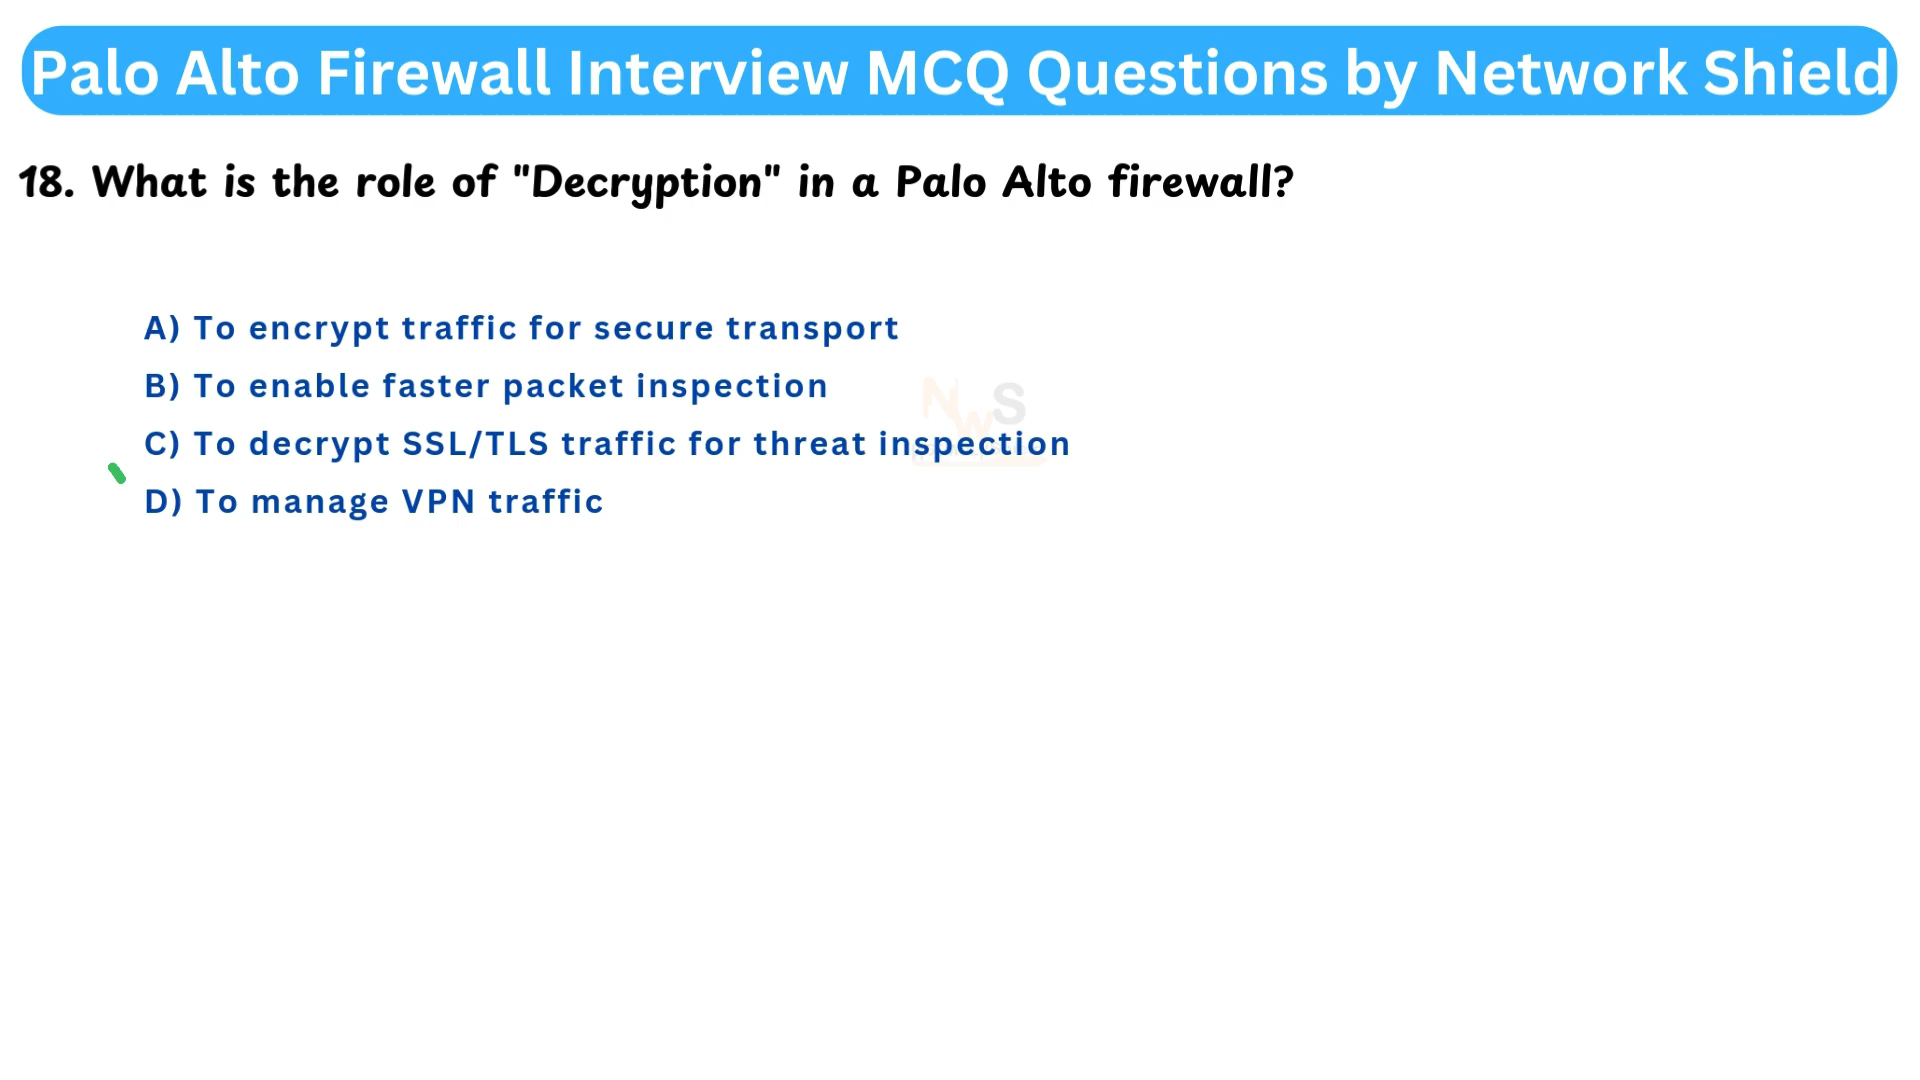 Palo Alto Firewall Interview MCQ Questions by Network Shield
18. What is the role of "Decryption" in a Palo Alto firewall?
A) To encrypt traffic for secure transport
B) To enable faster packet inspection
NWS
C) To decrypt SSL/TLS traffic for threat inspection
D) To manage VPN traffic